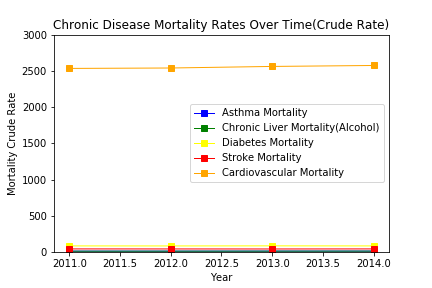 Chronic Disease Mortality Rates Over Time(Crude Rate)
3000
2500
2000
1500
1000
500
0
Mortality Crude Rate
Asthma Mortality
Chronic Liver Mortality(Alcohol)
Diabetes Mortality
Stroke Mortality
Cardiovascular Mortality
2011.0 2011.5 2012.0 2012.5 2013.0 2013.5 2014.0
Year